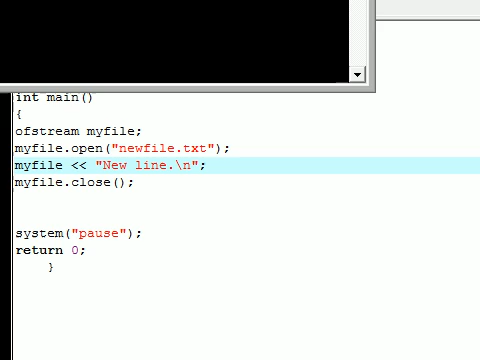 int main()
{
ofstream myfile;
myfile.open("newfile.txt");
myfile << "New line.\n";
myfile.close();
system("pause");
return 0;
}